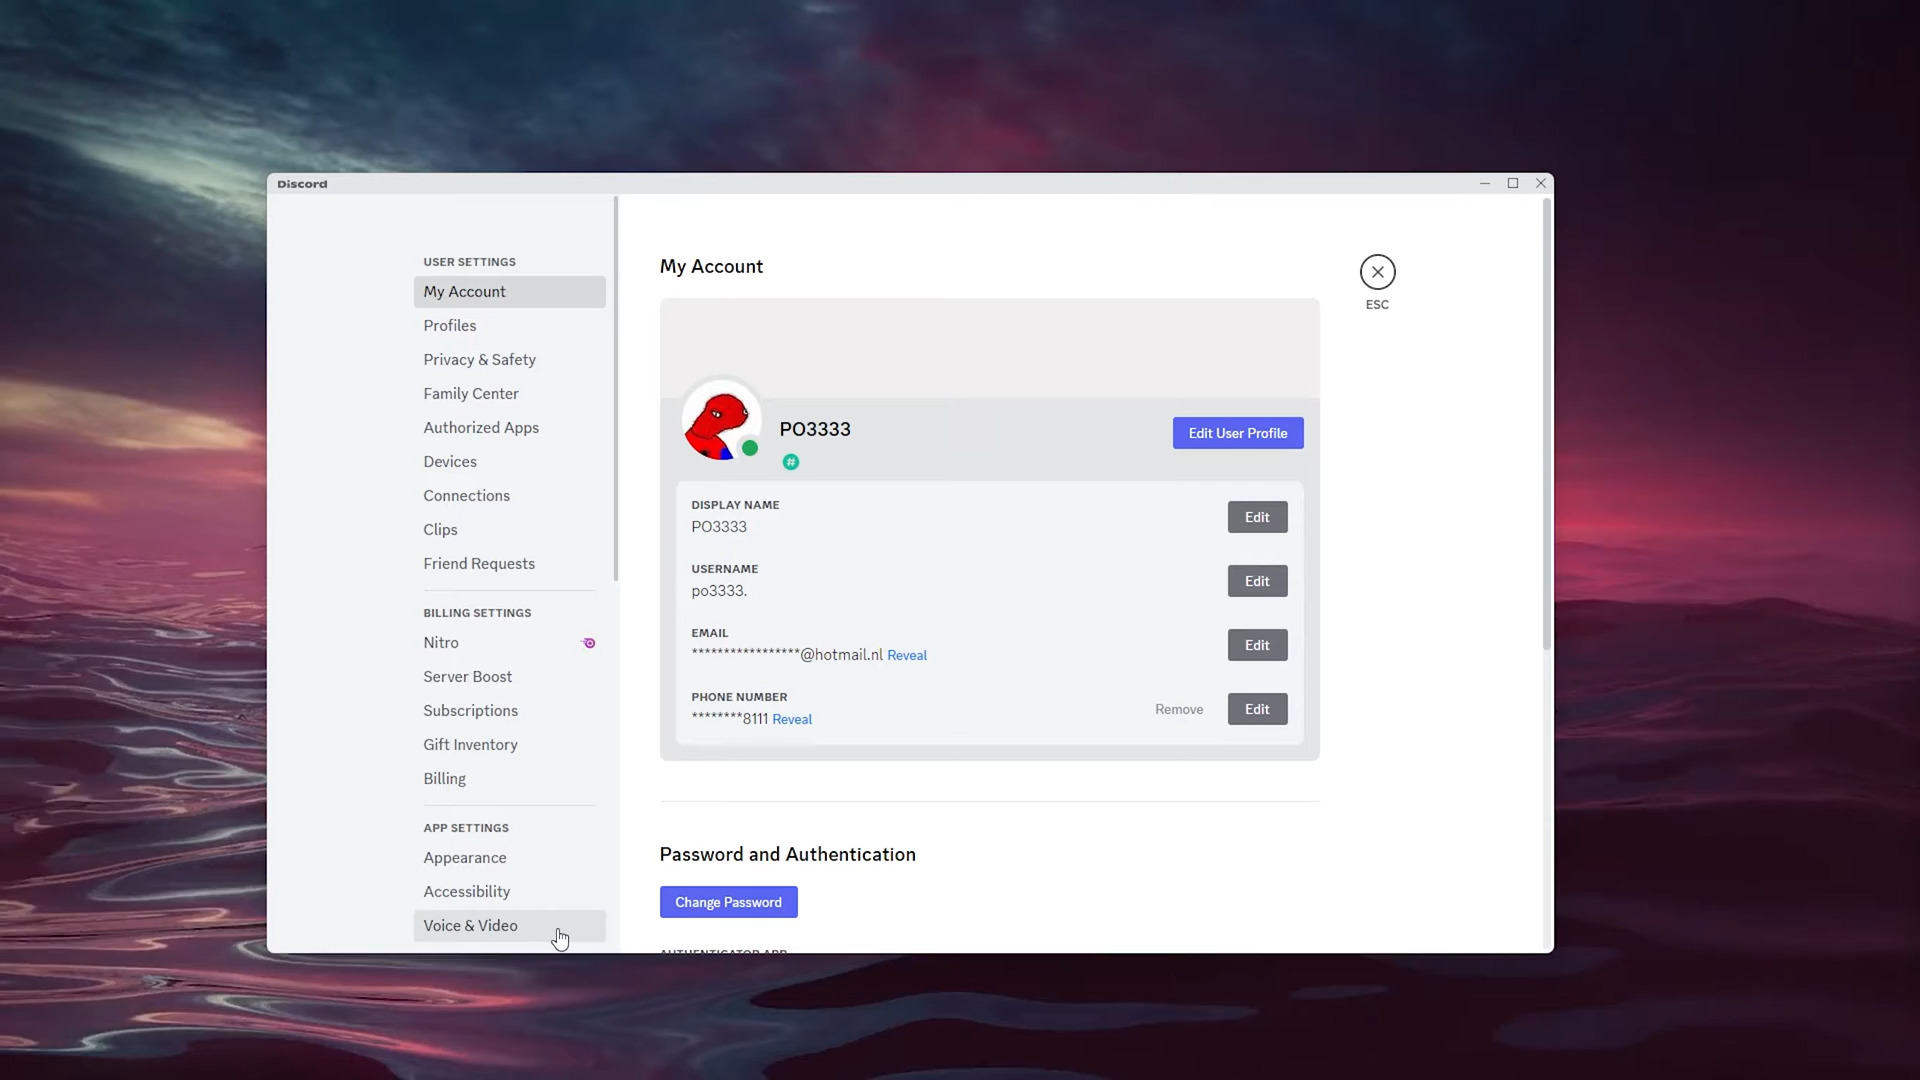 Discord
USER SETTINGS
My Account
Profiles
Privacy & Safety
Family Center
Authorized Apps
Devices
Connections
Clips
Friend Requests
BILLING SETTINGS
Nitro
Server Boost
Subscriptions
Gift Inventory
Billing
APP SETTINGS
Appearance
Accessibility
Voice & Video
My Account
ESC
PO3333
#
Edit User Profile
DISPLAY NAME
PO3333
Edit
USERNAME
po3333.
Edit
EMAIL
*****************@hotmail.nl Reveal
Edit
PHONE NUMBER
********8111 Reveal
Remove
Edit
Password and Authentication
Change Password
AUTHENTICATOR APP